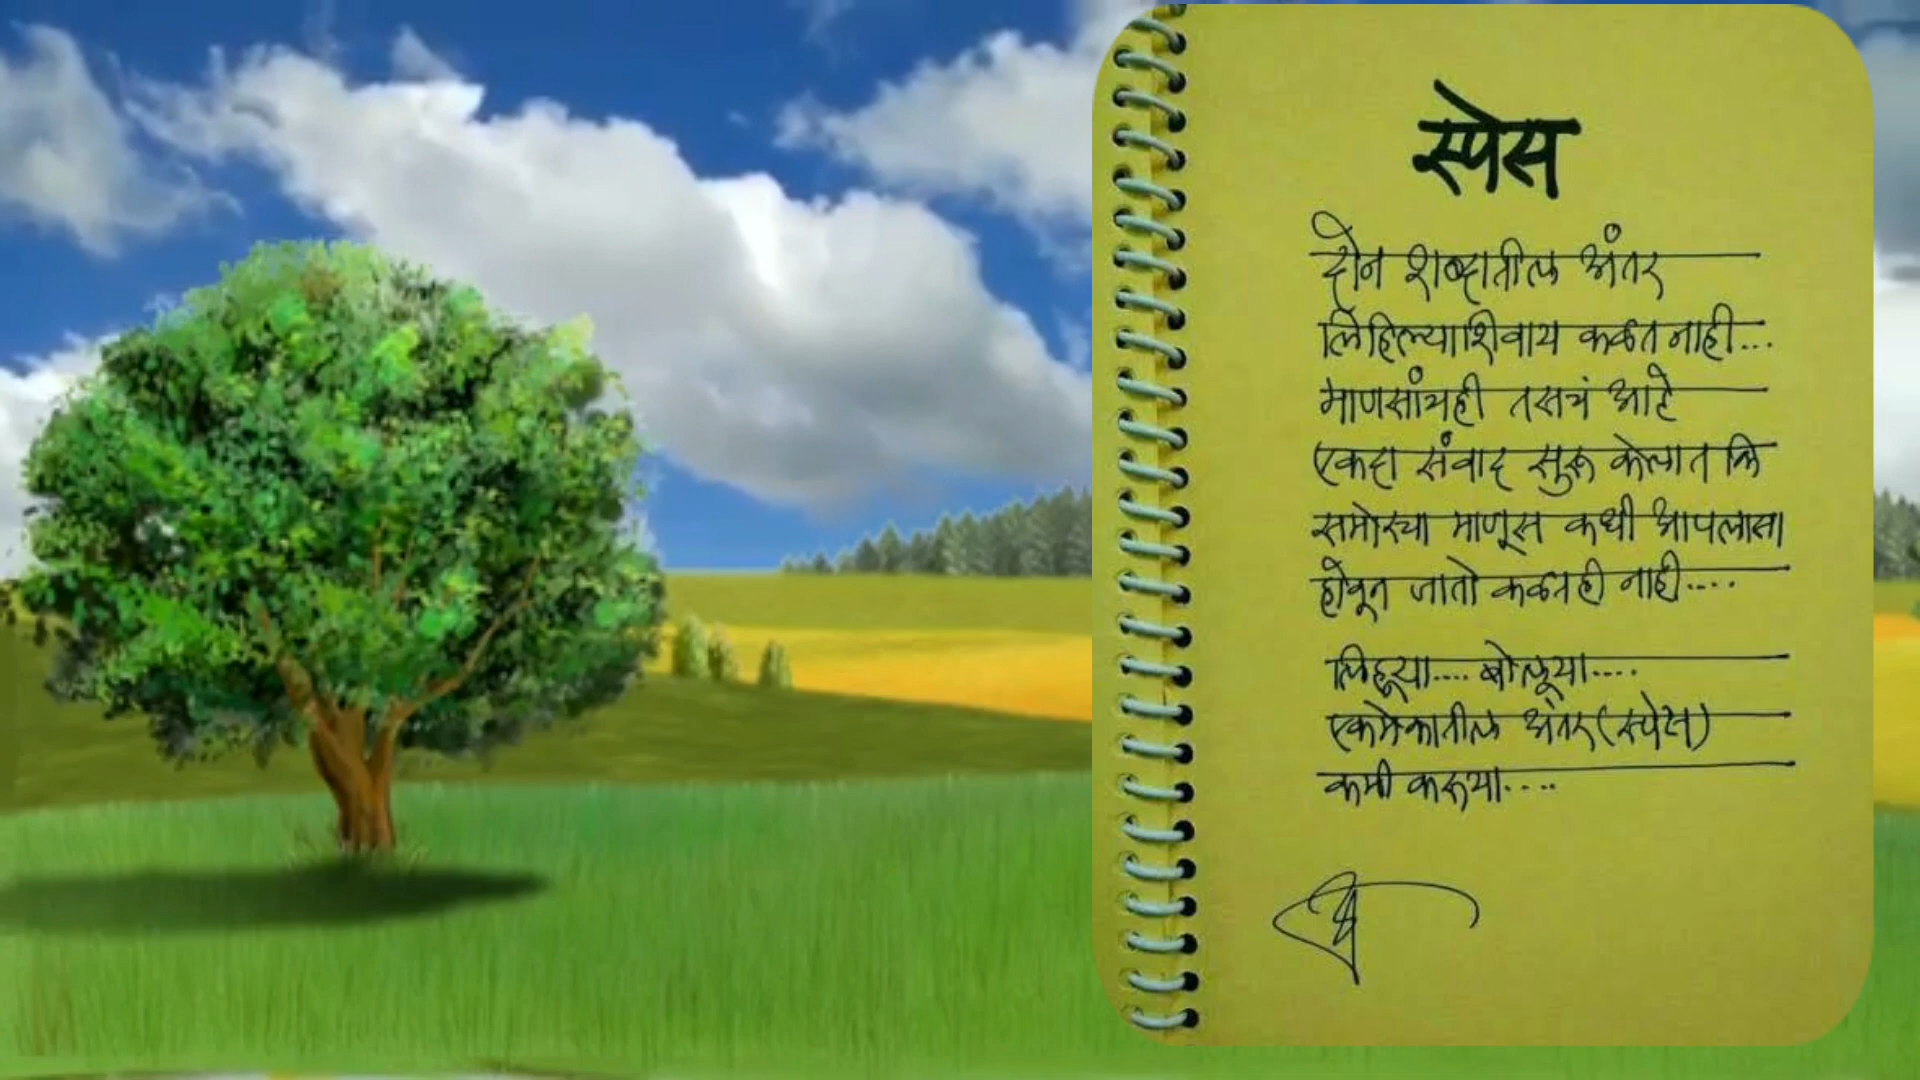 स्पेस
दोन शब्दातील अंतर
लिहिल्याशिवाय कळत नाही...
माणसांचही तसचं आहे
एकदा संवाद सुरू केलात कि
समोरचा माणूस कधी आपलासा
होवून जातो कळतही नाही....
लिहूया.... बोलूया....
एकमेकातील अंतर (स्पेस)
कमी करूया....